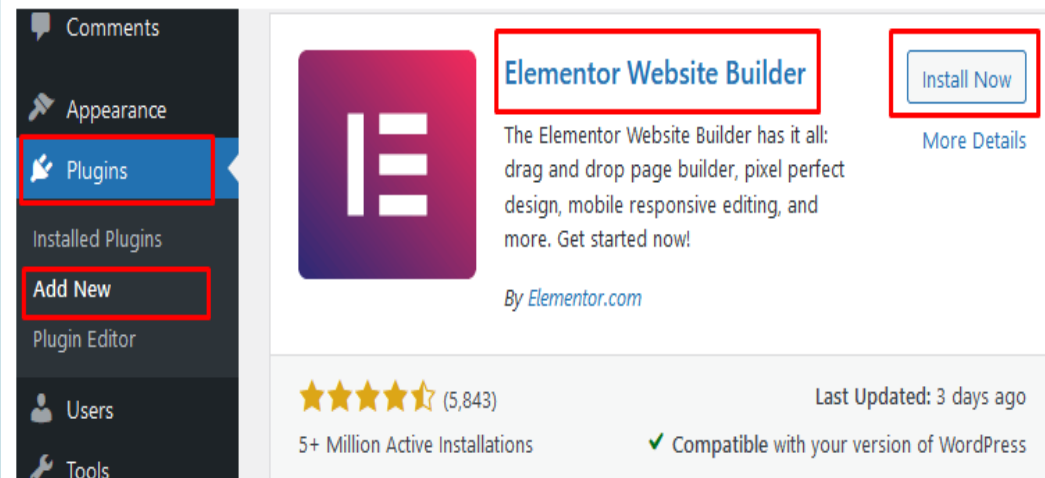 Comments
Appearance
Plugins
Installed Plugins
Add New
Plugin Editor
Users
Tools
Elementor Website Builder
Install Now
The Elementor Website Builder has it all:
More Details
drag and drop page builder, pixel perfect
design, mobile responsive editing, and
more. Get started now!
By Elementor.com
(5,843)
Last Updated: 3 days ago
5+ Million Active Installations
Compatible with your version of WordPress